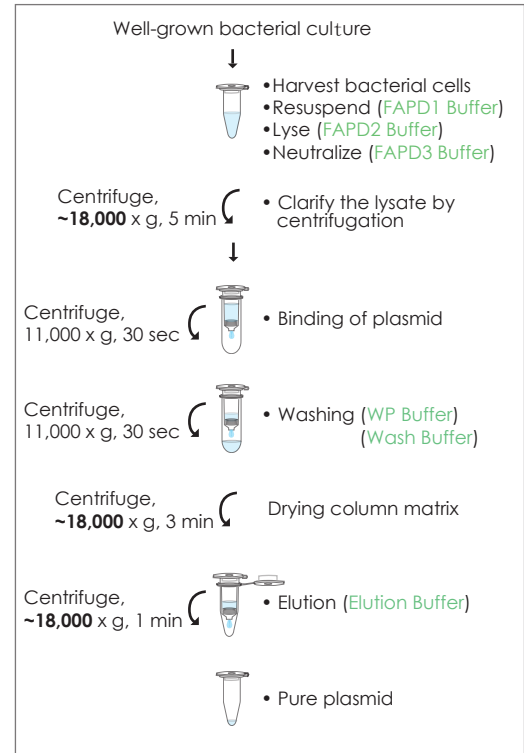 Well-grown bacterial culture
•Harvest bacterial cells
•Resuspend (FAPD1 Buffer)
•Lyse (FAPD2 Buffer)
•Neutralize (FAPD3 Buffer)
Centrifuge,
~18,000 x g, 5 min
• Clarify the lysate by
centrifugation
Centrifuge,
11,000 x g, 30 sec
• Binding of plasmid
Centrifuge,
11,000 x g, 30 sec
• Washing (WP Buffer)
(Wash Buffer)
Centrifuge,
~18,000 x g, 3 min
Drying column matrix
Centrifuge,
~18,000 x g, 1 min
• Elution (Elution Buffer)
• Pure plasmid